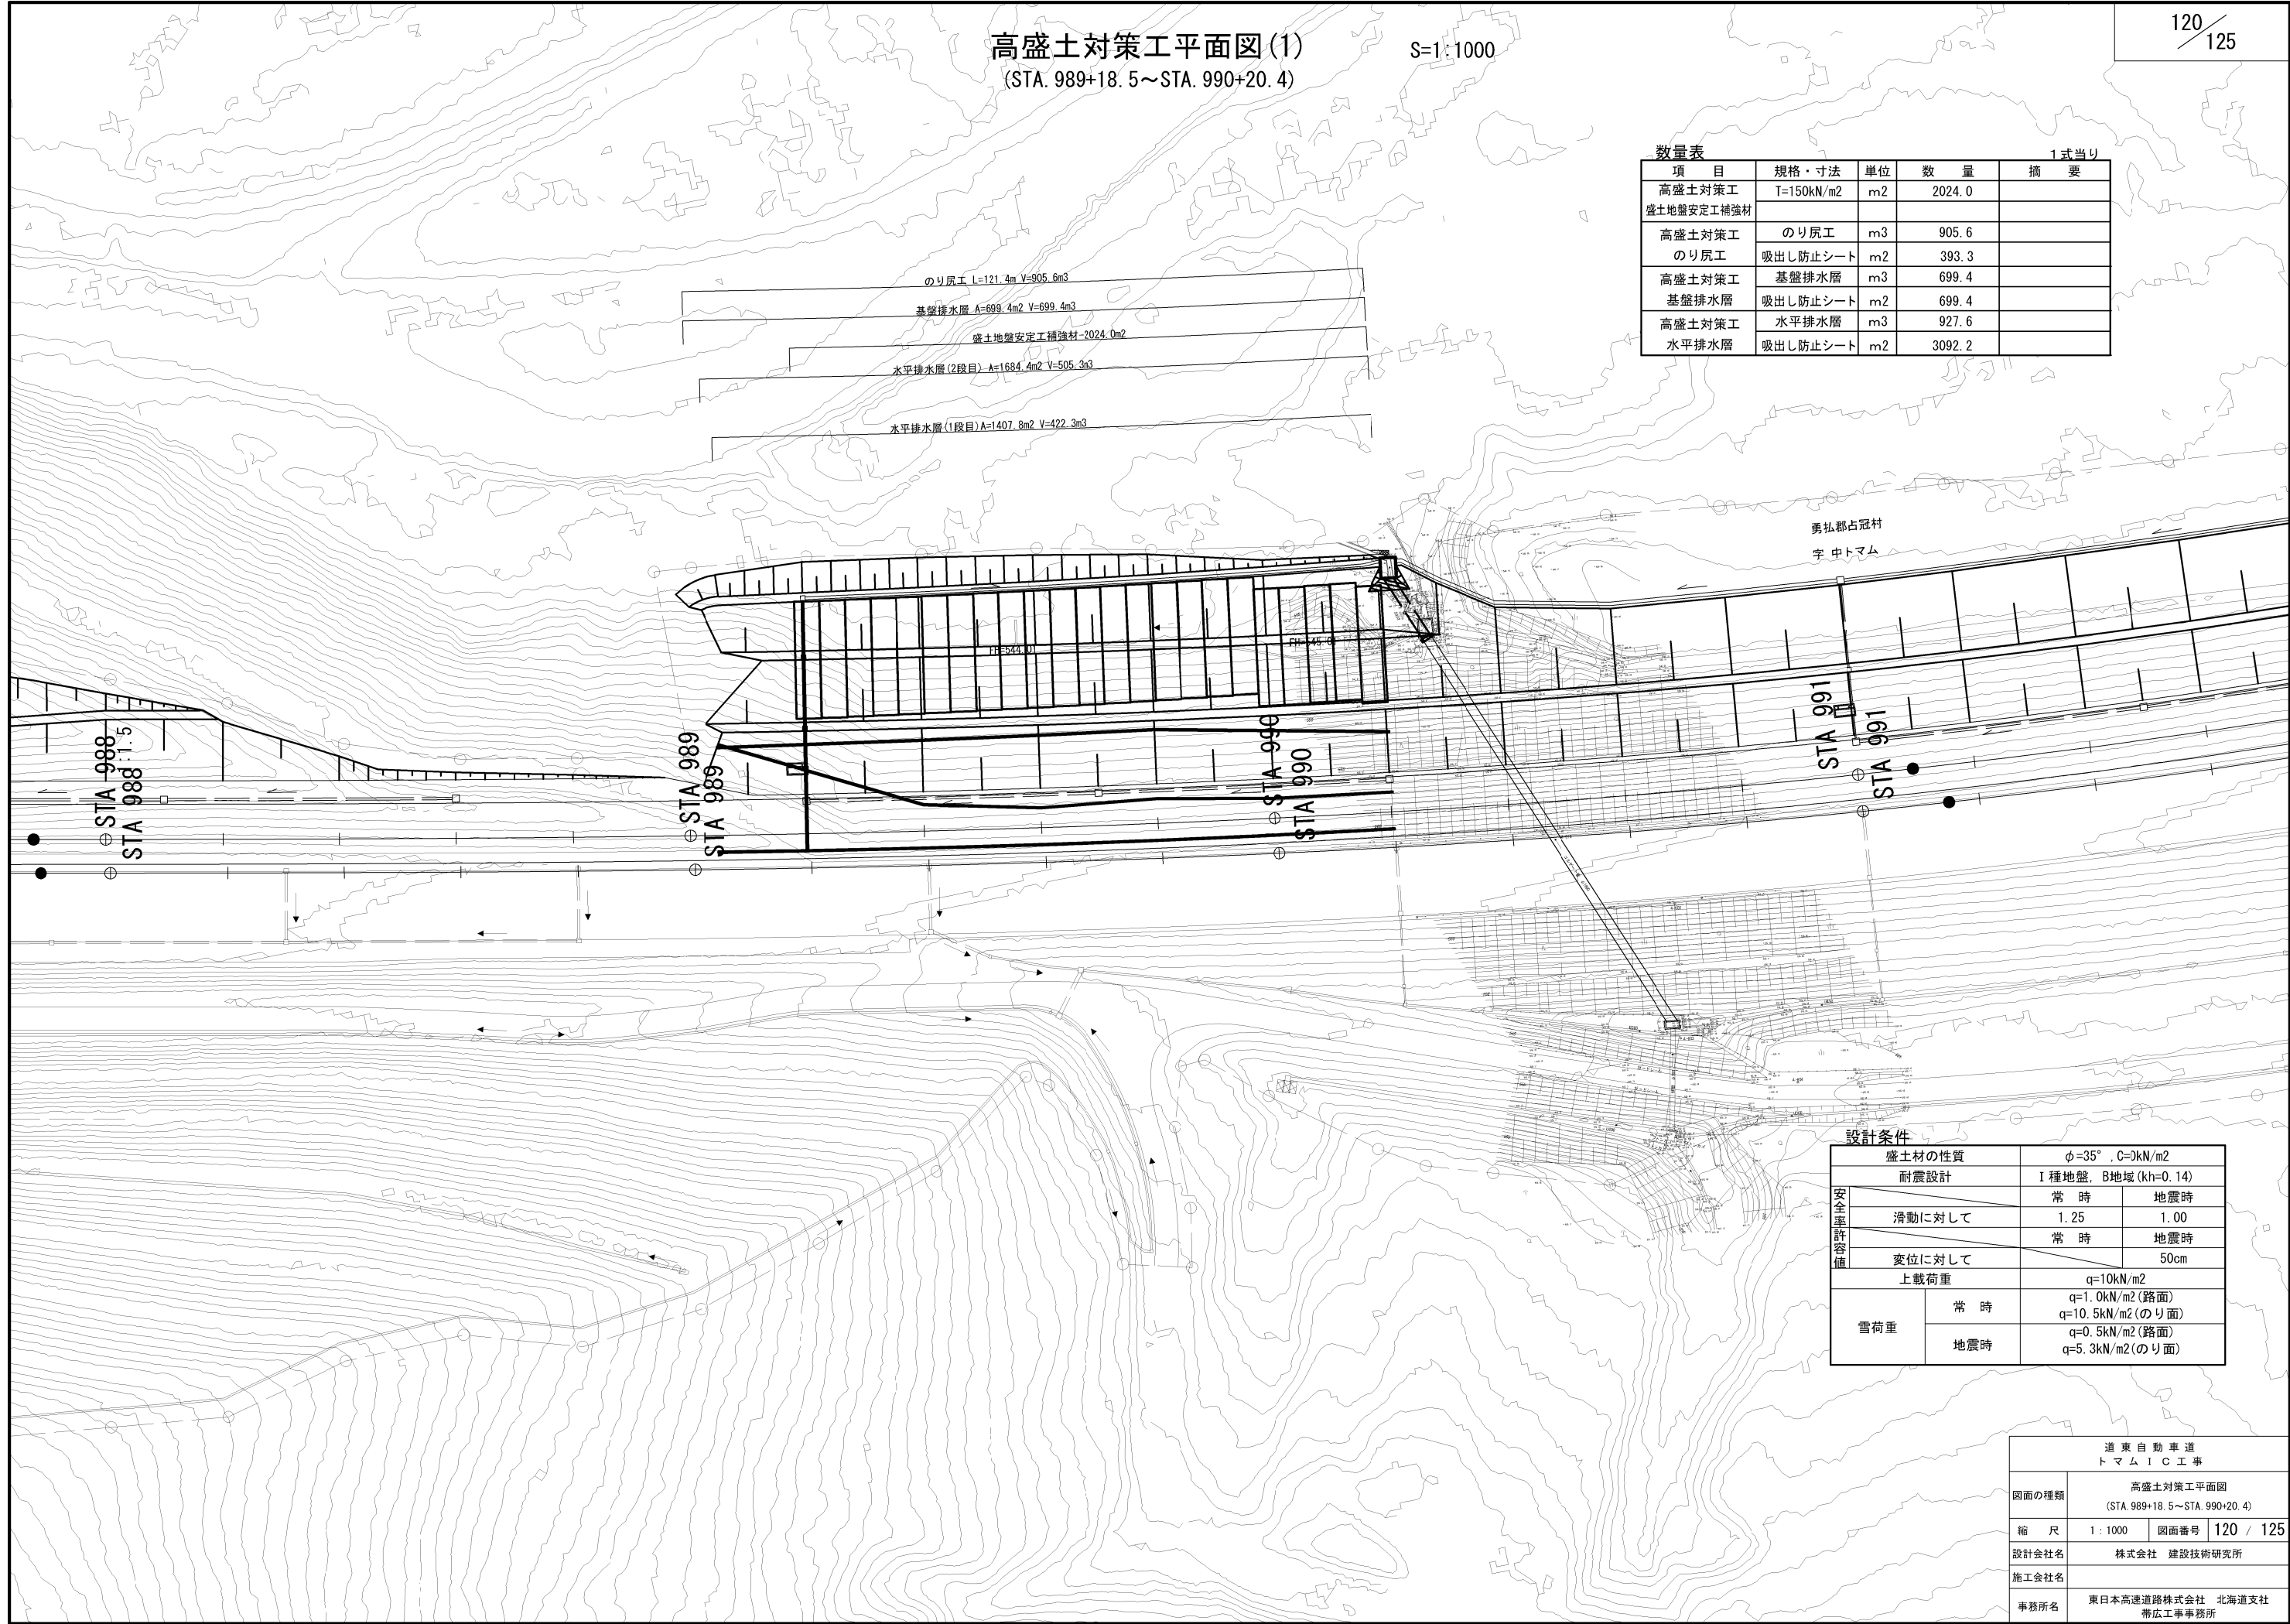 高盛土対策工平面図(1)
S=1:1000
(STA.989+18.5～STA.990+20.4)
120/125
数量表 1式当り
項 目 規格・寸法 単位 数 量 摘 要
高盛土対策工 T=150kN/m2 m2 2024.0
盛土地盤安定工補強材
高盛土対策工 のり尻工 m3 905.6
のり尻工 吸出し防止シート m2 393.3
高盛土対策工 基盤排水層 m3 699.4
基盤排水層 吸出し防止シート m2 699.4
高盛土対策工 水平排水層 m3 927.6
水平排水層 吸出し防止シート m2 3092.2
のり尻工 L=121.4m V=905.6m3
基盤排水層 A=699.4m2 V=699.4m3
盛土地盤安定工補強材-2024.0m2
水平排水層(2段目) A=1684.4m2 V=505.3m3
水平排水層(1段目)A=1407.8m2 V=422.3m3
勇払郡占冠村
字 中トマム
STA 988
STA 988
1:1.5
STA 989
STA 989
STA 990
STA 990
STA 991
STA 991
設計条件
盛土材の性質 φ=35°,C=0kN/m2
耐震設計 I種地盤, B地域(kh=0.14)
安全率 常 時 地震時
滑動に対して 1.25 1.00
許容値 常 時 地震時
変位に対して 50cm
上載荷重 q=10kN/m2
雪荷重 常 時 q=1.0kN/m2(路面)
q=10.5kN/m2(のり面)
地震時 q=0.5kN/m2(路面)
q=5.3kN/m2(のり面)
道東自動車道
トマムIC工事
図面の種類 高盛土対策工平面図
(STA.989+18.5～STA.990+20.4)
縮 尺 1:1000 図面番号 120 / 125
設計会社名 株式会社 建設技術研究所
施工会社名
事務所名 東日本高速道路株式会社 北海道支社
帯広工事事務所